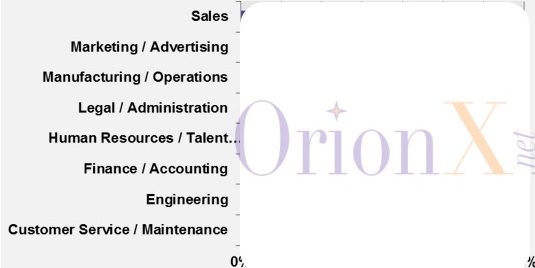 Sales
Marketing / Advertising
Manufacturing / Operations
Legal / Administration
Human Resources / Talent...
Finance / Accounting
Engineering
Customer Service / Maintenance
OrionX
.net
0%
%